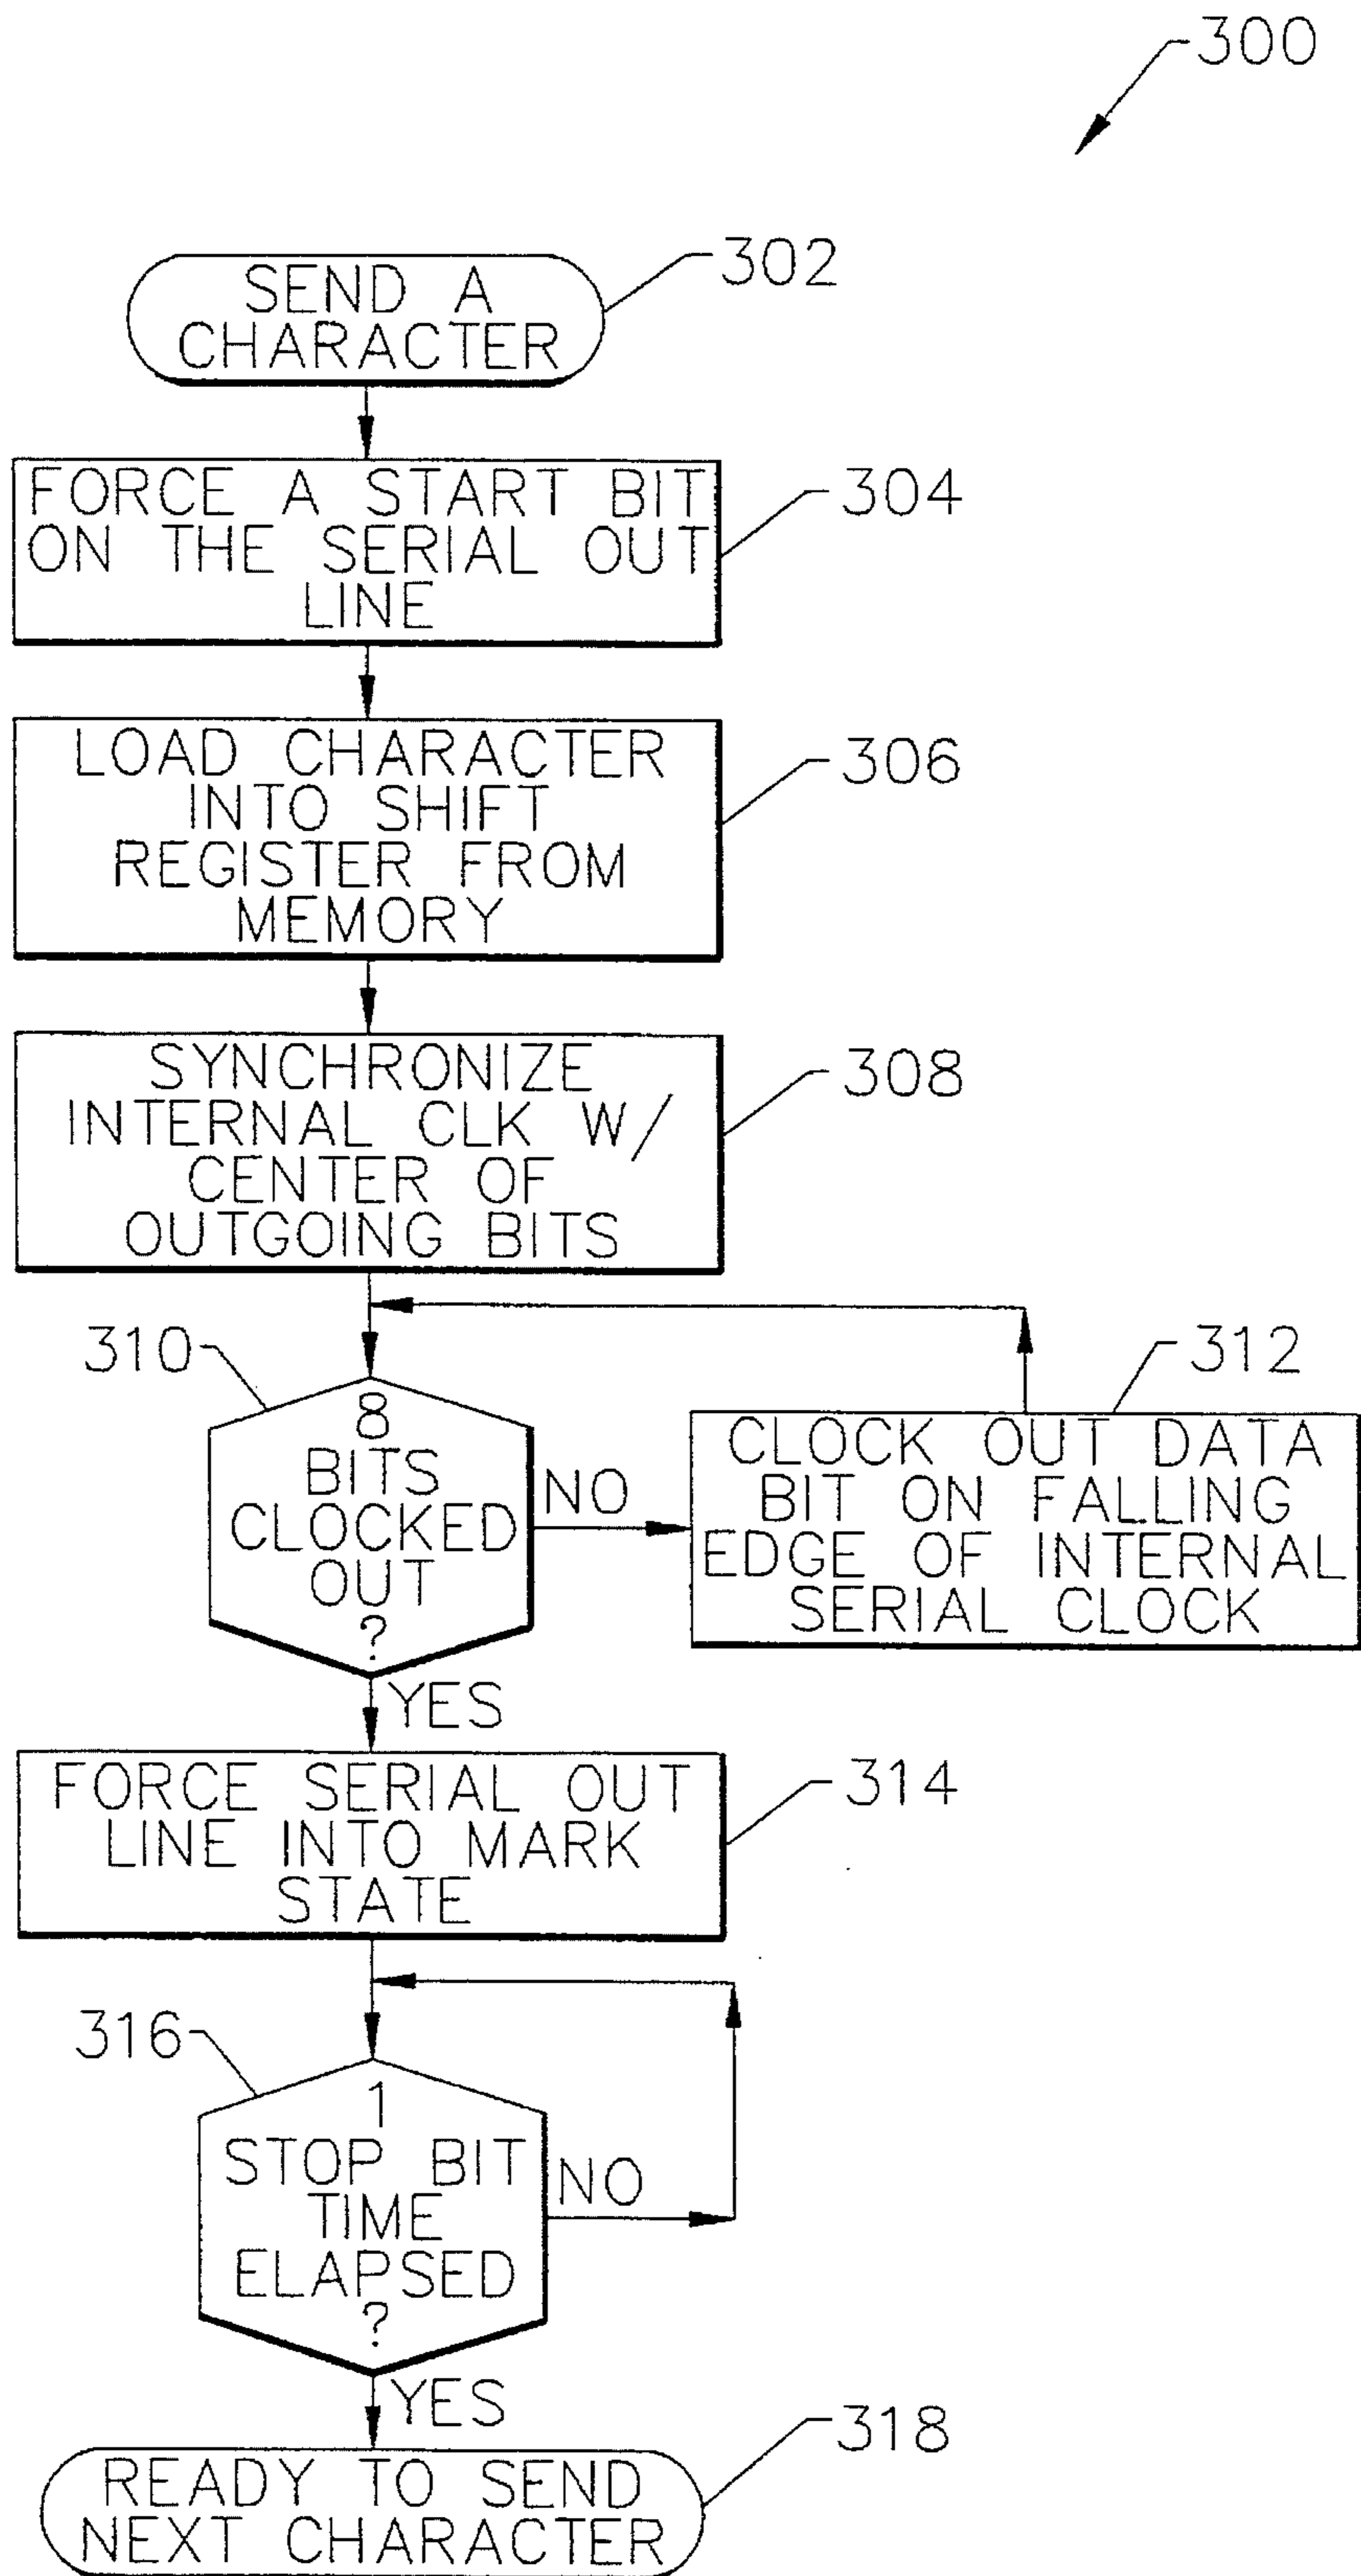 300
302
SEND A
CHARACTER
304
FORCE A START BIT
ON THE SERIAL OUT
LINE
306
LOAD CHARACTER
INTO SHIFT
REGISTER FROM
MEMORY
308
SYNCHRONIZE
INTERNAL CLK W/
CENTER OF
OUTGOING BITS
310
8
BITS
CLOCKED
OUT
?
NO
312
CLOCK OUT DATA
BIT ON FALLING
EDGE OF INTERNAL
SERIAL CLOCK
YES
314
FORCE SERIAL OUT
LINE INTO MARK
STATE
316
1
STOP BIT
TIME
ELAPSED
?
NO
YES
318
READY TO SEND
NEXT CHARACTER